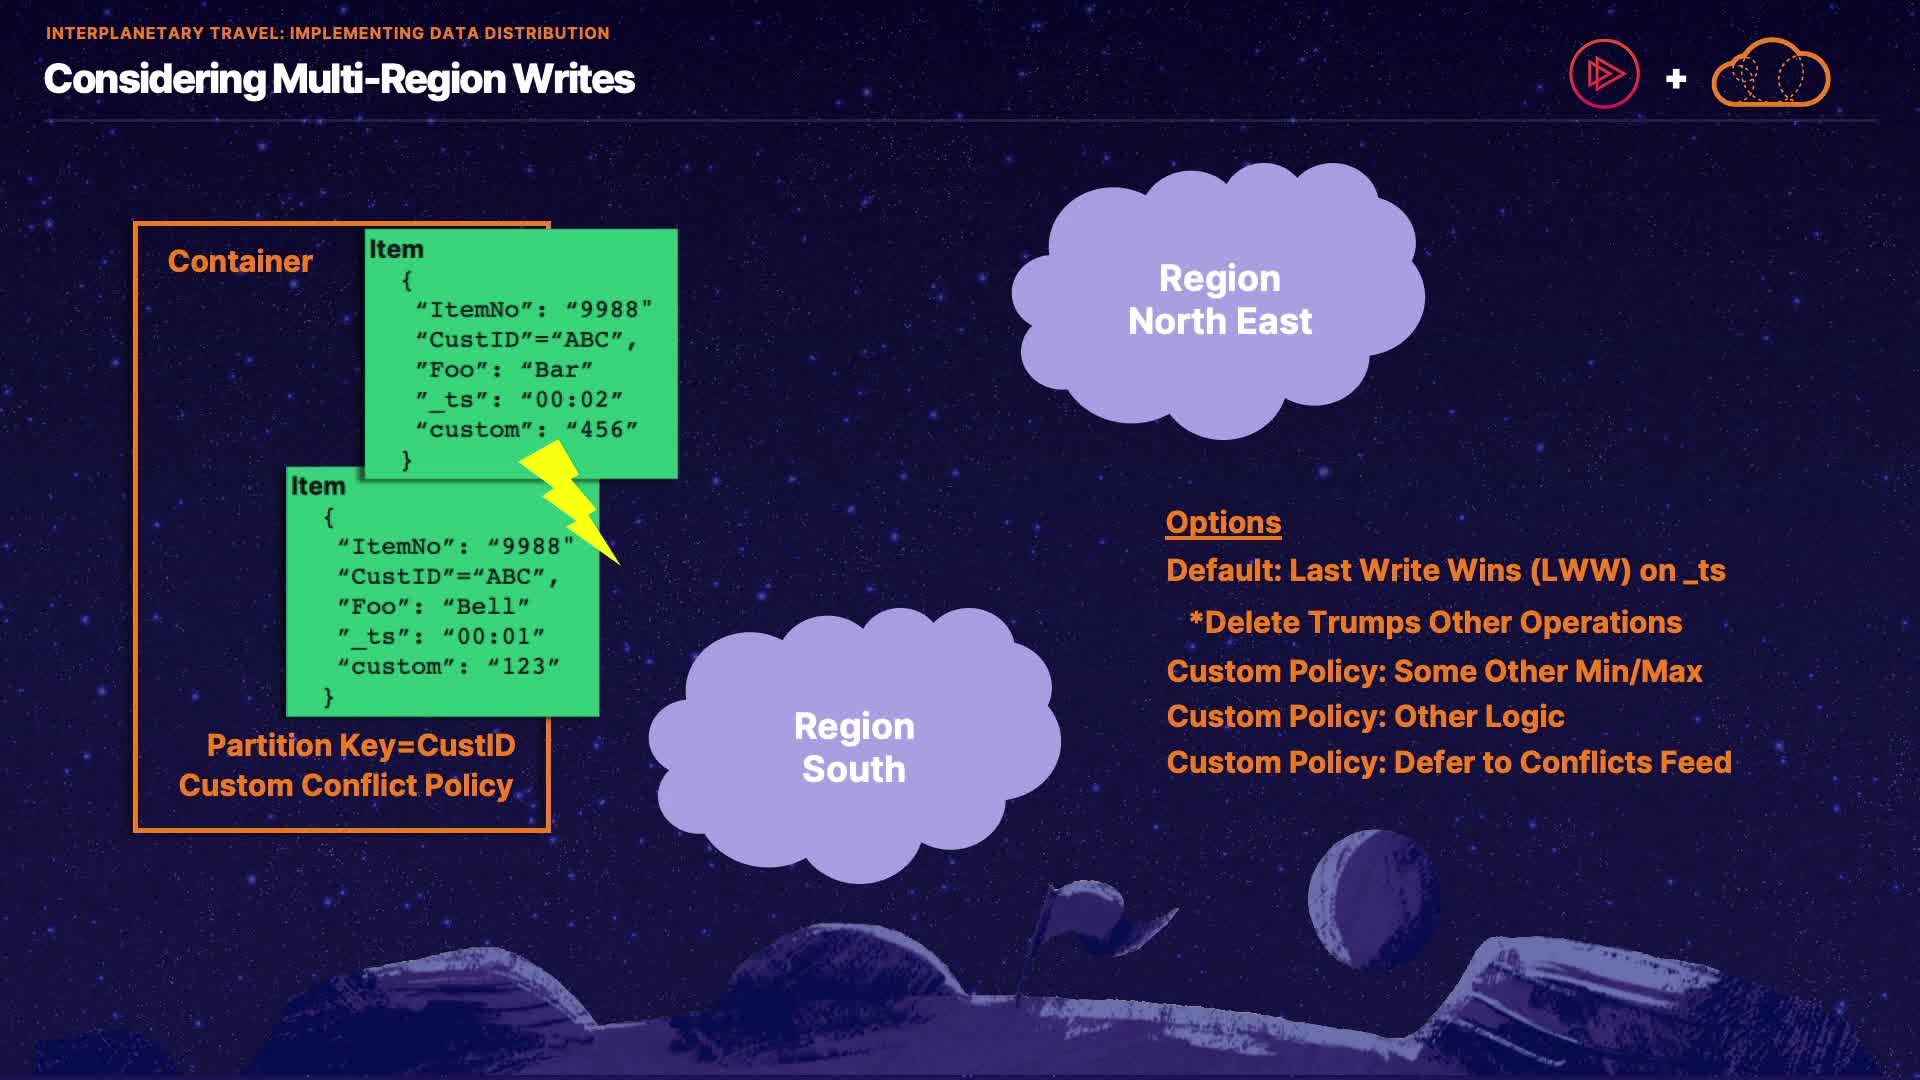 INTERPLANETARY TRAVEL: IMPLEMENTING DATA DISTRIBUTION
Considering Multi-Region Writes
+
Container
Item
{
“ItemNo”: “9988"
“CustID”=“ABC”,
”Foo”: “Bar”
”_ts”: “00:02”
“custom”: “456”
}
Item
{
“ItemNo”: “9988"
“CustID”=“ABC”,
”Foo”: “Bell”
”_ts”: “00:01”
“custom”: “123”
}
Partition Key=CustID
Custom Conflict Policy
Region
North East
Region
South
Options
Default: Last Write Wins (LWW) on _ts
*Delete Trumps Other Operations
Custom Policy: Some Other Min/Max
Custom Policy: Other Logic
Custom Policy: Defer to Conflicts Feed